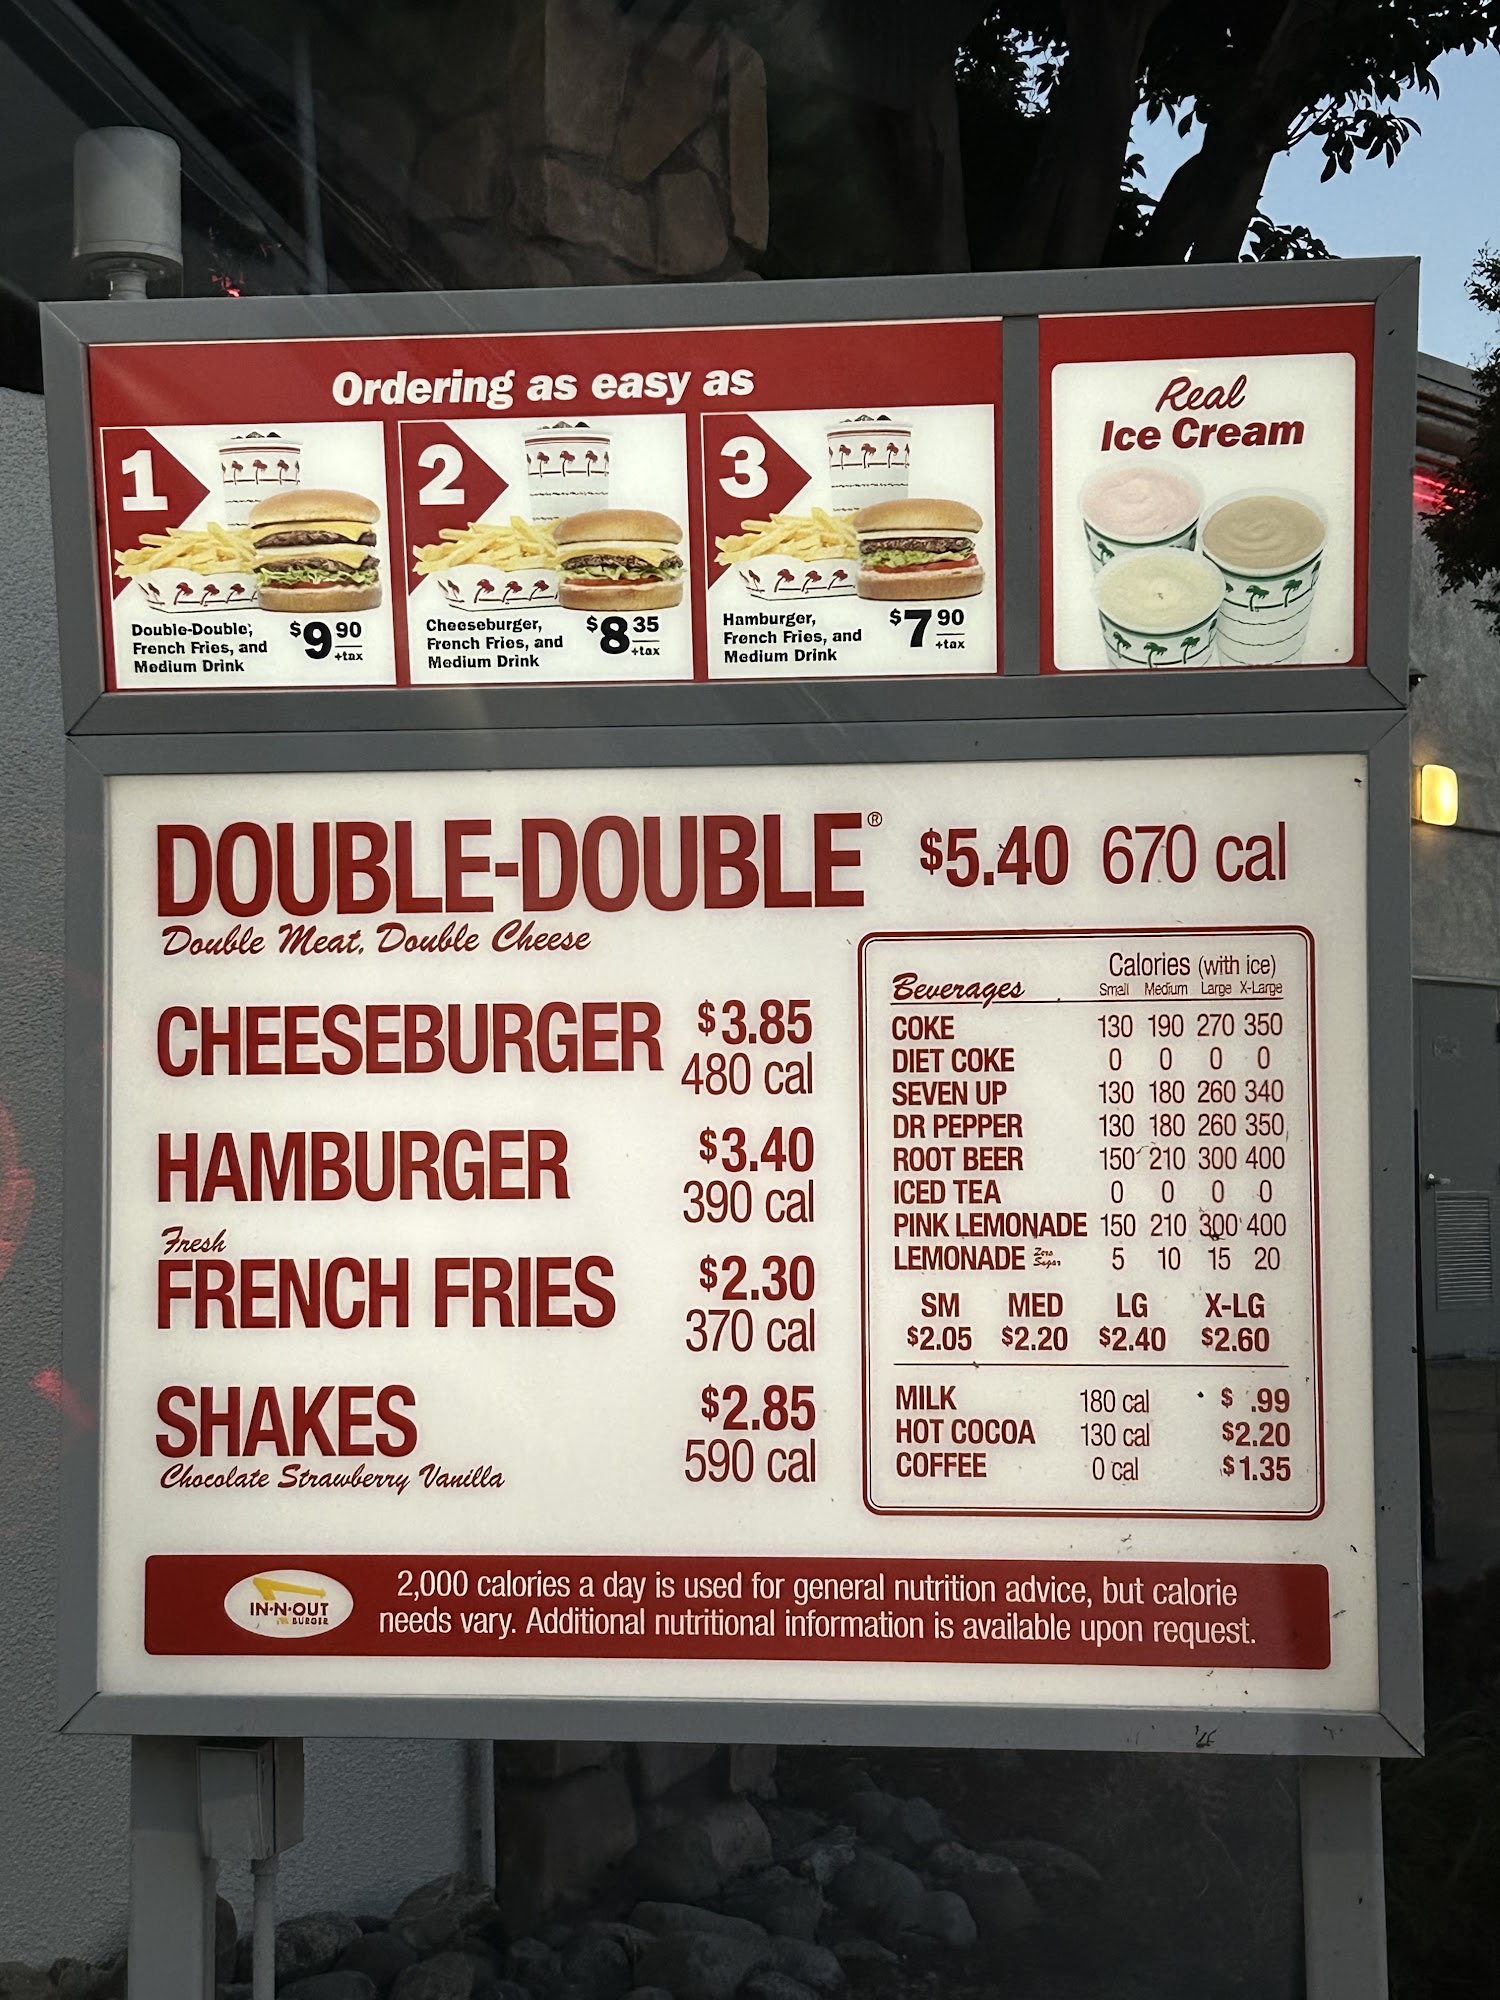 Ordering as easy as
1
Double-Double®,
French Fries, and
Medium Drink
$9 90
+tax
2
Cheeseburger,
French Fries, and
Medium Drink
$8 35
+tax
3
Hamburger,
French Fries, and
Medium Drink
$7 90
+tax
Real
Ice Cream
DOUBLE-DOUBLE® $5.40 670 cal
Double Meat, Double Cheese
CHEESEBURGER $3.85
480 cal
HAMBURGER $3.40
390 cal
Fresh
FRENCH FRIES $2.30
370 cal
SHAKES $2.85
590 cal
Chocolate Strawberry Vanilla
Calories (with ice)
Beverages Small Medium Large X-Large
COKE 130 190 270 350
DIET COKE 0 0 0 0
SEVEN UP 130 180 260 340
DR PEPPER 130 180 260 350
ROOT BEER 150 210 300 400
ICED TEA 0 0 0 0
PINK LEMONADE 150 210 300 400
LEMONADE Zero Sugar 5 10 15 20
SM MED LG X-LG
$2.05 $2.20 $2.40 $2.60
MILK 180 cal $ .99
HOT COCOA 130 cal $2.20
COFFEE 0 cal $1.35
IN-N-OUT
BURGER
2,000 calories a day is used for general nutrition advice, but calorie
needs vary. Additional nutritional information is available upon request.